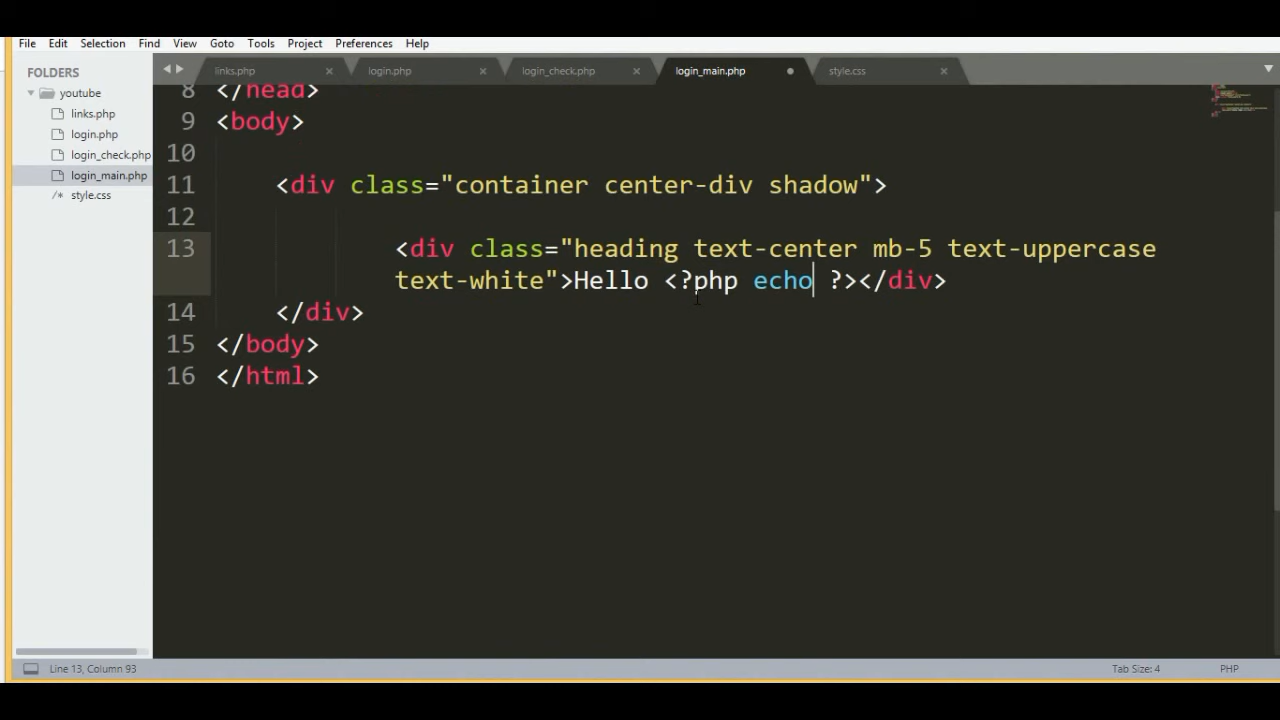 File Edit Selection Find View Goto Tools Project Preferences Help
FOLDERS
youtube
links.php
login.php
login_check.php
login_main.php
/* style.css
links.php × login.php × login_check.php × login_main.php style.css ×
8 </head>
9 <body>
10
11 <div class="container center-div shadow">
12
13 <div class="heading text-center mb-5 text-uppercase
text-white">Hello <?php echo ?></div>
14 </div>
15 </body>
16 </html>
Line 13, Column 93 Tab Size: 4 PHP